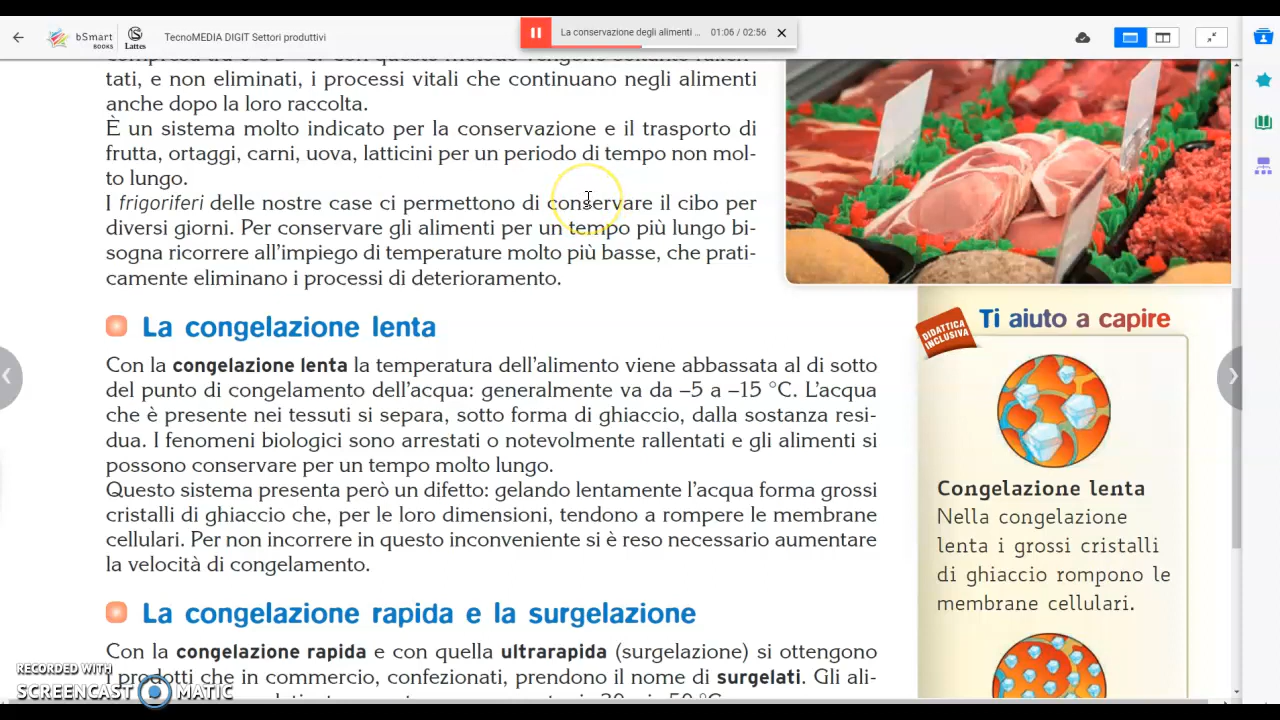 bSmart
BOOKS
Lattes
TecnoMEDIA DIGIT Settori produttivi
La conservazione degli alimenti ...
01:06 / 02:56
tati, e non eliminati, i processi vitali che continuano negli alimenti
anche dopo la loro raccolta.
È un sistema molto indicato per la conservazione e il trasporto di
frutta, ortaggi, carni, uova, latticini per un periodo di tempo non mol-
to lungo.
I frigoriferi delle nostre case ci permettono di conservare il cibo per
diversi giorni. Per conservare gli alimenti per un tempo più lungo bi-
sogna ricorrere all'impiego di temperature molto più basse, che prati-
camente eliminano i processi di deterioramento.
La congelazione lenta
Con la congelazione lenta la temperatura dell'alimento viene abbassata al di sotto
del punto di congelamento dell'acqua: generalmente va da –5 a –15 °C. L'acqua
che è presente nei tessuti si separa, sotto forma di ghiaccio, dalla sostanza resi-
dua. I fenomeni biologici sono arrestati o notevolmente rallentati e gli alimenti si
possono conservare per un tempo molto lungo.
Questo sistema presenta però un difetto: gelando lentamente l'acqua forma grossi
cristalli di ghiaccio che, per le loro dimensioni, tendono a rompere le membrane
cellulari. Per non incorrere in questo inconveniente si è reso necessario aumentare
la velocità di congelamento.
La congelazione rapida e la surgelazione
Con la congelazione rapida e con quella ultrarapida (surgelazione) si ottengono
i prodotti che in commercio, confezionati, prendono il nome di surgelati. Gli ali-
DIDATTICA
INCLUSIVA
Ti aiuto a capire
Congelazione lenta
Nella congelazione
lenta i grossi cristalli
di ghiaccio rompono le
membrane cellulari.
RECORDED WITH
SCREENCAST MATIC